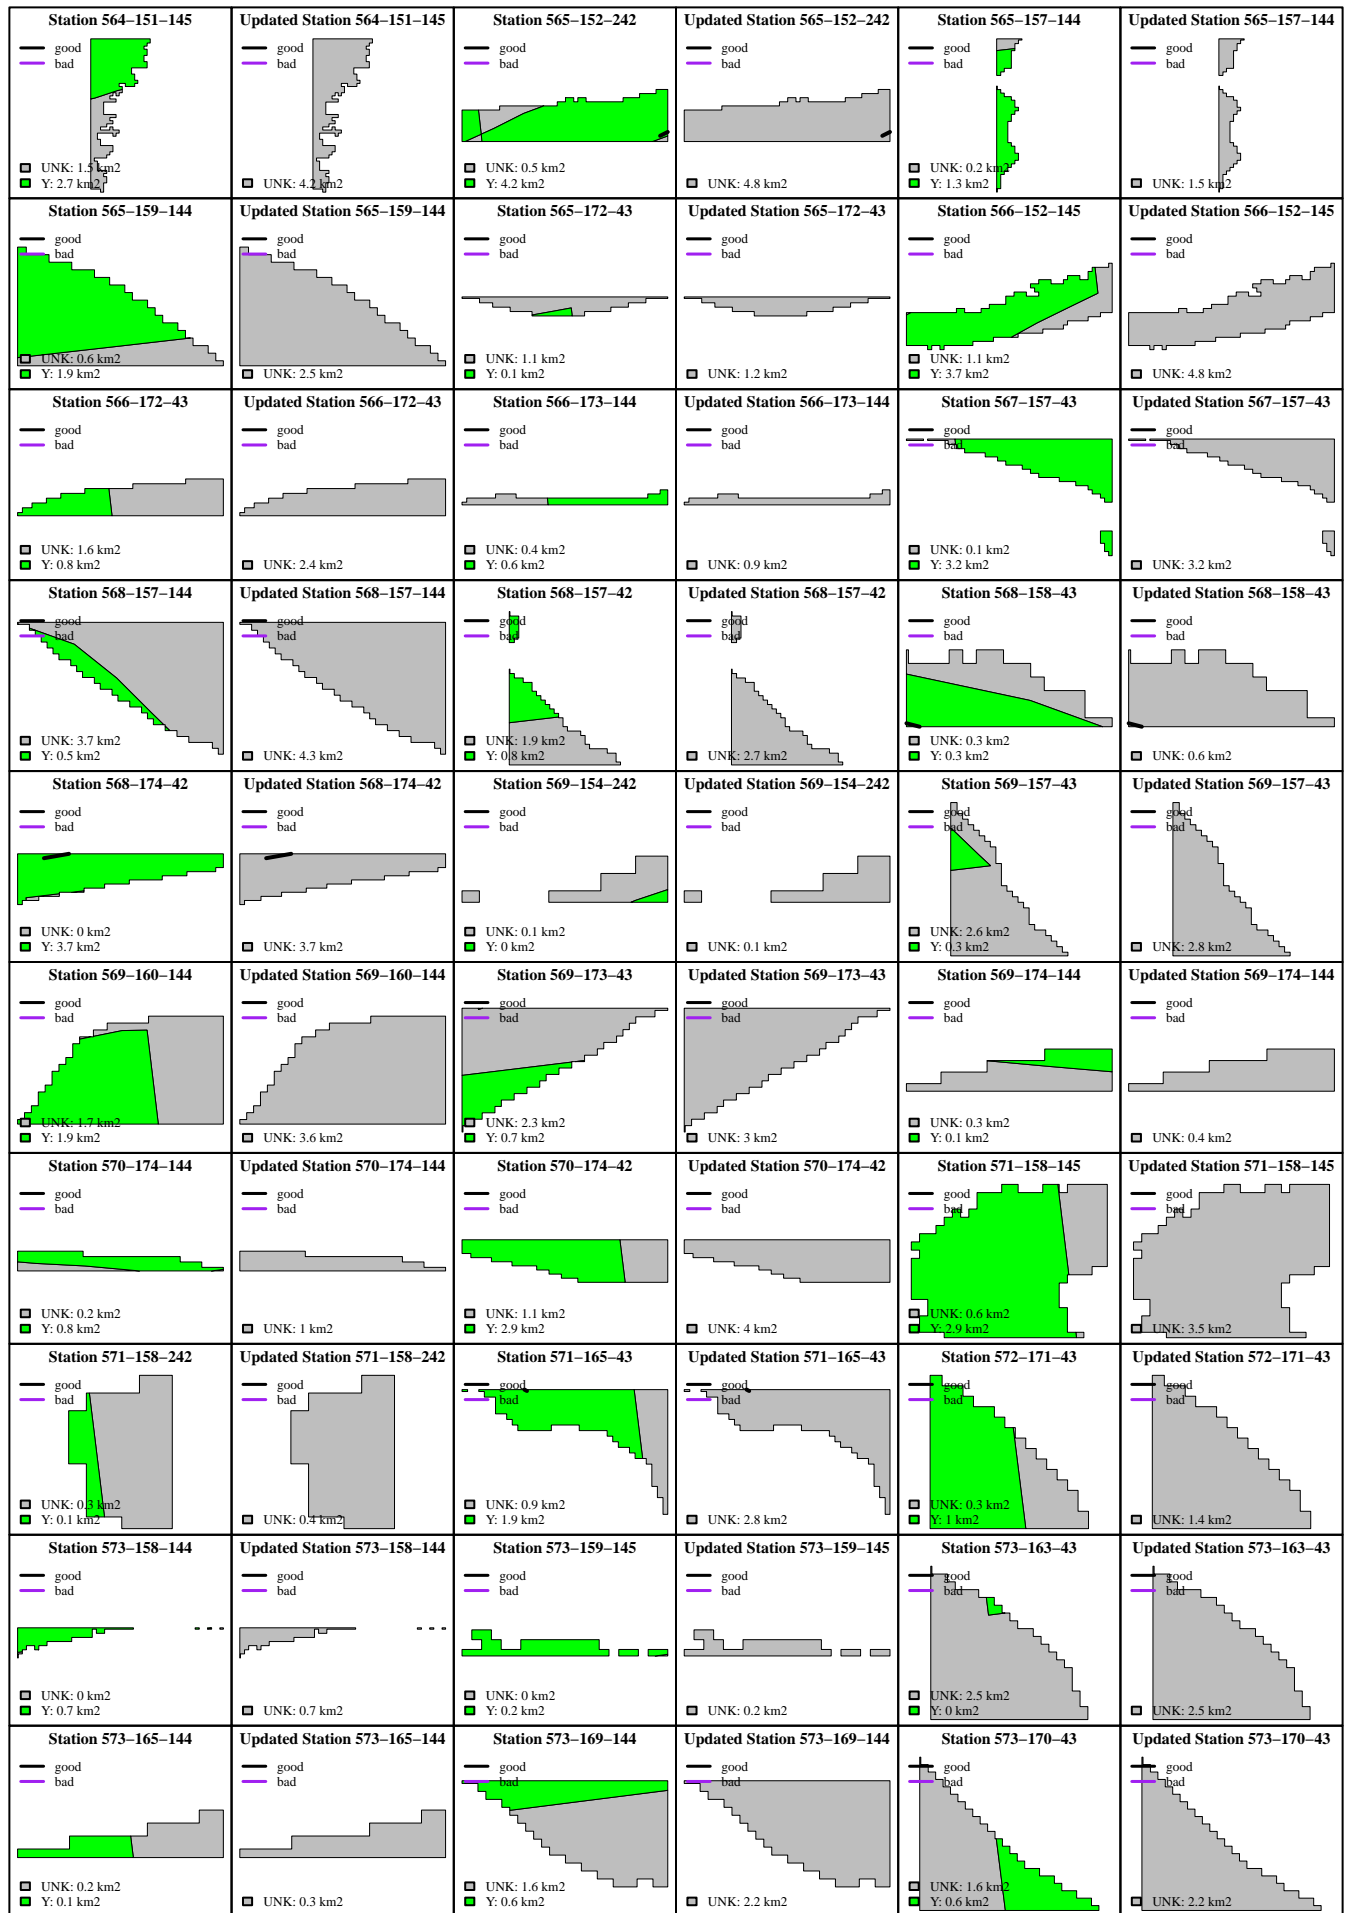 Station 564–151–145
good
bad
UNK: 1.5 km2
Y: 2.7 km2
Updated Station 564–151–145
good
bad
UNK: 4.2 km2
Station 565–152–242
good
bad
UNK: 0.5 km2
Y: 4.2 km2
Updated Station 565–152–242
good
bad
UNK: 4.8 km2
Station 565–157–144
good
bad
UNK: 0.2 km2
Y: 1.3 km2
Updated Station 565–157–144
good
bad
UNK: 1.5 km2
Station 565–159–144
good
bad
UNK: 0.6 km2
Y: 1.9 km2
Updated Station 565–159–144
good
bad
UNK: 2.5 km2
Station 565–172–43
good
bad
UNK: 1.1 km2
Y: 0.1 km2
Updated Station 565–172–43
good
bad
UNK: 1.2 km2
Station 566–152–145
good
bad
UNK: 1.1 km2
Y: 3.7 km2
Updated Station 566–152–145
good
bad
UNK: 4.8 km2
Station 566–172–43
good
bad
UNK: 1.6 km2
Y: 0.8 km2
Updated Station 566–172–43
good
bad
UNK: 2.4 km2
Station 566–173–144
good
bad
UNK: 0.4 km2
Y: 0.6 km2
Updated Station 566–173–144
good
bad
UNK: 0.9 km2
Station 567–157–43
good
bad
UNK: 0.1 km2
Y: 3.2 km2
Updated Station 567–157–43
good
bad
UNK: 3.2 km2
Station 568–157–144
good
bad
UNK: 3.7 km2
Y: 0.5 km2
Updated Station 568–157–144
good
bad
UNK: 4.3 km2
Station 568–157–42
good
bad
UNK: 1.9 km2
Y: 0.8 km2
Updated Station 568–157–42
good
bad
UNK: 2.7 km2
Station 568–158–43
good
bad
UNK: 0.3 km2
Y: 0.3 km2
Updated Station 568–158–43
good
bad
UNK: 0.6 km2
Station 568–174–42
good
bad
UNK: 0 km2
Y: 3.7 km2
Updated Station 568–174–42
good
bad
UNK: 3.7 km2
Station 569–154–242
good
bad
UNK: 0.1 km2
Y: 0 km2
Updated Station 569–154–242
good
bad
UNK: 0.1 km2
Station 569–157–43
good
bad
UNK: 2.6 km2
Y: 0.3 km2
Updated Station 569–157–43
good
bad
UNK: 2.8 km2
Station 569–160–144
good
bad
UNK: 1.7 km2
Y: 1.9 km2
Updated Station 569–160–144
good
bad
UNK: 3.6 km2
Station 569–173–43
good
bad
UNK: 2.3 km2
Y: 0.7 km2
Updated Station 569–173–43
good
bad
UNK: 3 km2
Station 569–174–144
good
bad
UNK: 0.3 km2
Y: 0.1 km2
Updated Station 569–174–144
good
bad
UNK: 0.4 km2
Station 570–174–144
good
bad
UNK: 0.2 km2
Y: 0.8 km2
Updated Station 570–174–144
good
bad
UNK: 1 km2
Station 570–174–42
good
bad
UNK: 1.1 km2
Y: 2.9 km2
Updated Station 570–174–42
good
bad
UNK: 4 km2
Station 571–158–145
good
bad
UNK: 0.6 km2
Y: 2.9 km2
Updated Station 571–158–145
good
bad
UNK: 3.5 km2
Station 571–158–242
good
bad
UNK: 0.3 km2
Y: 0.1 km2
Updated Station 571–158–242
good
bad
UNK: 0.4 km2
Station 571–165–43
good
bad
UNK: 0.9 km2
Y: 1.9 km2
Updated Station 571–165–43
good
bad
UNK: 2.8 km2
Station 572–171–43
good
bad
UNK: 0.3 km2
Y: 1 km2
Updated Station 572–171–43
good
bad
UNK: 1.4 km2
Station 573–158–144
good
bad
UNK: 0 km2
Y: 0.7 km2
Updated Station 573–158–144
good
bad
UNK: 0.7 km2
Station 573–159–145
good
bad
UNK: 0 km2
Y: 0.2 km2
Updated Station 573–159–145
good
bad
UNK: 0.2 km2
Station 573–163–43
good
bad
UNK: 2.5 km2
Y: 0 km2
Updated Station 573–163–43
good
bad
UNK: 2.5 km2
Station 573–165–144
good
bad
UNK: 0.2 km2
Y: 0.1 km2
Updated Station 573–165–144
good
bad
UNK: 0.3 km2
Station 573–169–144
good
bad
UNK: 1.6 km2
Y: 0.6 km2
Updated Station 573–169–144
good
bad
UNK: 2.2 km2
Station 573–170–43
good
bad
UNK: 1.6 km2
Y: 0.6 km2
Updated Station 573–170–43
good
bad
UNK: 2.2 km2